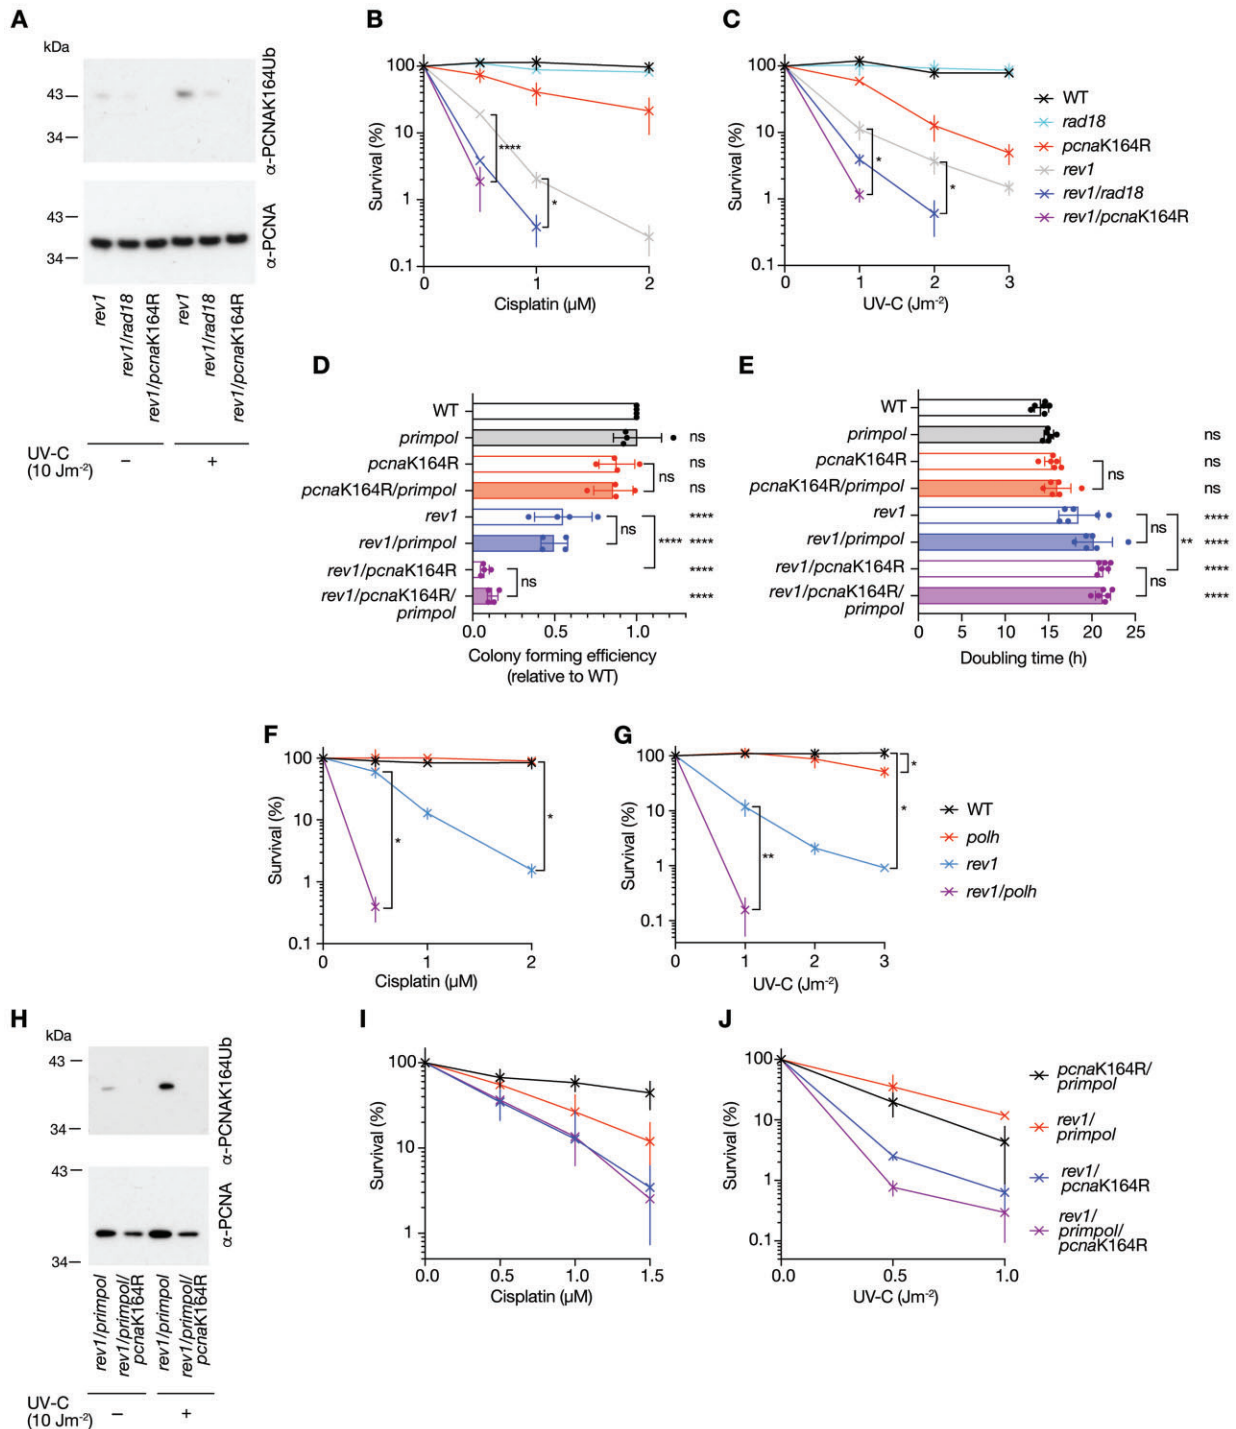 A
kDa
43
34
α-PCNAK164Ub
43
34
α-PCNA
rev1
rev1/rad18
rev1/pcnaK164R
rev1
rev1/rad18
rev1/pcnaK164R
UV-C
(10 Jm⁻²)
–
+
B
100
10
1
0.1
Survival (%)
****
*
0
1
2
Cisplatin (µM)
C
100
10
1
0.1
Survival (%)
*
*
0
1
2
3
UV-C (Jm⁻²)
WT
rad18
pcnaK164R
rev1
rev1/rad18
rev1/pcnaK164R
D
WT
primpol
ns
pcnaK164R
ns
ns
pcnaK164R/primpol
ns
rev1
****
ns
****
rev1/primpol
****
rev1/pcnaK164R
****
ns
rev1/pcnaK164R/
primpol
****
0.0
0.5
1.0
Colony forming efficiency
(relative to WT)
E
WT
primpol
ns
pcnaK164R
ns
ns
pcnaK164R/primpol
ns
rev1
****
ns
**
rev1/primpol
****
rev1/pcnaK164R
****
ns
rev1/pcnaK164R/
primpol
****
0
5
10
15
20
25
Doubling time (h)
F
100
10
1
0.1
Survival (%)
*
*
0
1
2
Cisplatin (µM)
G
100
10
1
0.1
Survival (%)
*
*
**
0
1
2
3
UV-C (Jm⁻²)
WT
polh
rev1
rev1/polh
H
kDa
43
34
α-PCNAK164Ub
43
34
α-PCNA
rev1/primpol
rev1/primpol/
pcnaK164R
rev1/primpol
rev1/primpol/
pcnaK164R
UV-C
(10 Jm⁻²)
–
+
I
100
10
1
Survival (%)
0.0
0.5
1.0
1.5
Cisplatin (µM)
J
100
10
1
0.1
Survival (%)
0.0
0.5
1.0
UV-C (Jm⁻²)
pcnaK164R/
primpol
rev1/
primpol
rev1/
pcnaK164R
rev1/
primpol/
pcnaK164R